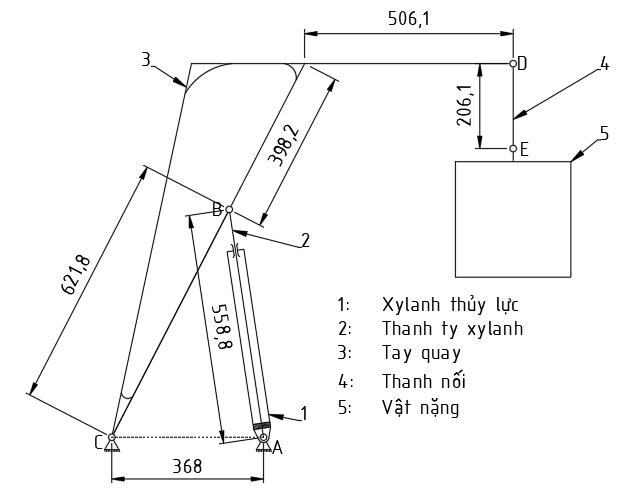 506,1
3
D
4
206,1
5
E
398,2
B
2
621,8
558,8
1: Xylanh thủy lực
2: Thanh ty xylanh
3: Tay quay
4: Thanh nối
5: Vật nặng
1
C
A
368